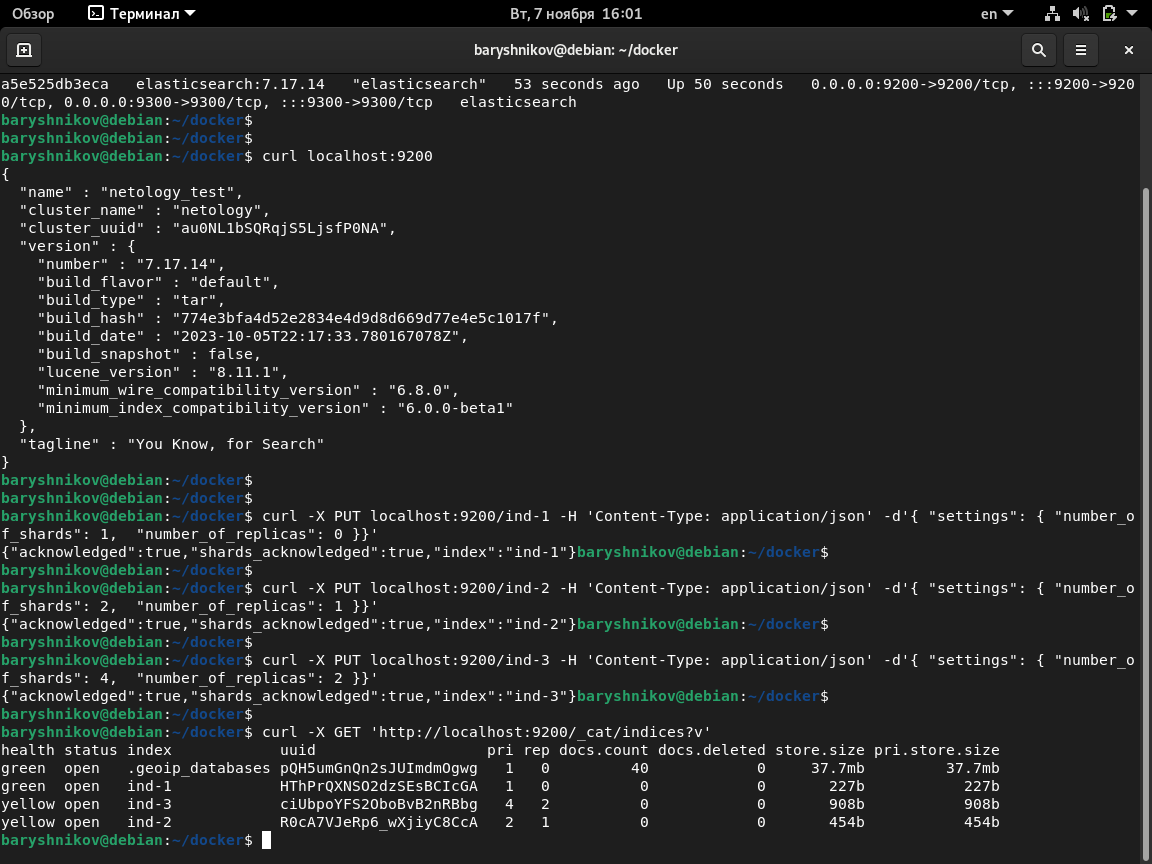 Обзор Терминал Вт, 7 ноября 16:01 en
baryshnikov@debian: ~/docker
a5e525db3eca   elasticsearch:7.17.14   "elasticsearch"   53 seconds ago   Up 50 seconds   0.0.0.0:9200->9200/tcp, :::9200->920
0/tcp, 0.0.0.0:9300->9300/tcp, :::9300->9300/tcp   elasticsearch
baryshnikov@debian:~/docker$
baryshnikov@debian:~/docker$
baryshnikov@debian:~/docker$ curl localhost:9200
{
  "name" : "netology_test",
  "cluster_name" : "netology",
  "cluster_uuid" : "au0NL1bSQRqjS5LjsfP0NA",
  "version" : {
    "number" : "7.17.14",
    "build_flavor" : "default",
    "build_type" : "tar",
    "build_hash" : "774e3bfa4d52e2834e4d9d8d669d77e4e5c1017f",
    "build_date" : "2023-10-05T22:17:33.780167078Z",
    "build_snapshot" : false,
    "lucene_version" : "8.11.1",
    "minimum_wire_compatibility_version" : "6.8.0",
    "minimum_index_compatibility_version" : "6.0.0-beta1"
  },
  "tagline" : "You Know, for Search"
}
baryshnikov@debian:~/docker$
baryshnikov@debian:~/docker$
baryshnikov@debian:~/docker$ curl -X PUT localhost:9200/ind-1 -H 'Content-Type: application/json' -d'{ "settings": { "number_o
f_shards": 1,  "number_of_replicas": 0 }}'
{"acknowledged":true,"shards_acknowledged":true,"index":"ind-1"}baryshnikov@debian:~/docker$
baryshnikov@debian:~/docker$
baryshnikov@debian:~/docker$ curl -X PUT localhost:9200/ind-2 -H 'Content-Type: application/json' -d'{ "settings": { "number_o
f_shards": 2,  "number_of_replicas": 1 }}'
{"acknowledged":true,"shards_acknowledged":true,"index":"ind-2"}baryshnikov@debian:~/docker$
baryshnikov@debian:~/docker$
baryshnikov@debian:~/docker$ curl -X PUT localhost:9200/ind-3 -H 'Content-Type: application/json' -d'{ "settings": { "number_o
f_shards": 4,  "number_of_replicas": 2 }}'
{"acknowledged":true,"shards_acknowledged":true,"index":"ind-3"}baryshnikov@debian:~/docker$
baryshnikov@debian:~/docker$
baryshnikov@debian:~/docker$ curl -X GET 'http://localhost:9200/_cat/indices?v'
health status index            uuid                   pri rep docs.count docs.deleted store.size pri.store.size
green  open   .geoip_databases pQH5umGnQn2sJUImdmOgwg   1   0         40            0     37.7mb         37.7mb
green  open   ind-1            HThPrQXNSO2dzSEsBCIcGA   1   0          0            0       227b           227b
yellow open   ind-3            ciUbpoYFS2OboBvB2nRBbg   4   2          0            0       908b           908b
yellow open   ind-2            R0cA7VJeRp6_wXjiyC8CcA   2   1          0            0       454b           454b
baryshnikov@debian:~/docker$